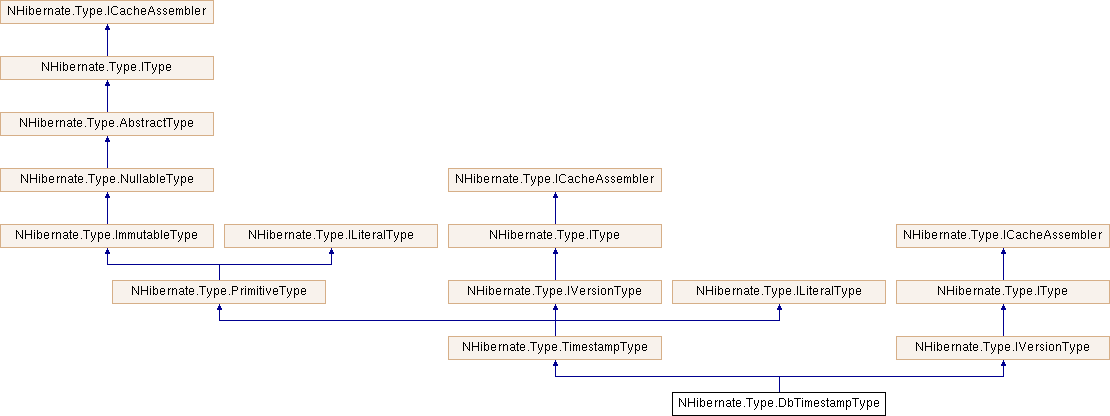 NHibernate.Type.ICacheAssembler
NHibernate.Type.IType
NHibernate.Type.AbstractType
NHibernate.Type.NullableType
NHibernate.Type.ICacheAssembler
NHibernate.Type.ImmutableType
NHibernate.Type.ILiteralType
NHibernate.Type.IType
NHibernate.Type.ICacheAssembler
NHibernate.Type.PrimitiveType
NHibernate.Type.IVersionType
NHibernate.Type.ILiteralType
NHibernate.Type.IType
NHibernate.Type.TimestampType
NHibernate.Type.IVersionType
NHibernate.Type.DbTimestampType